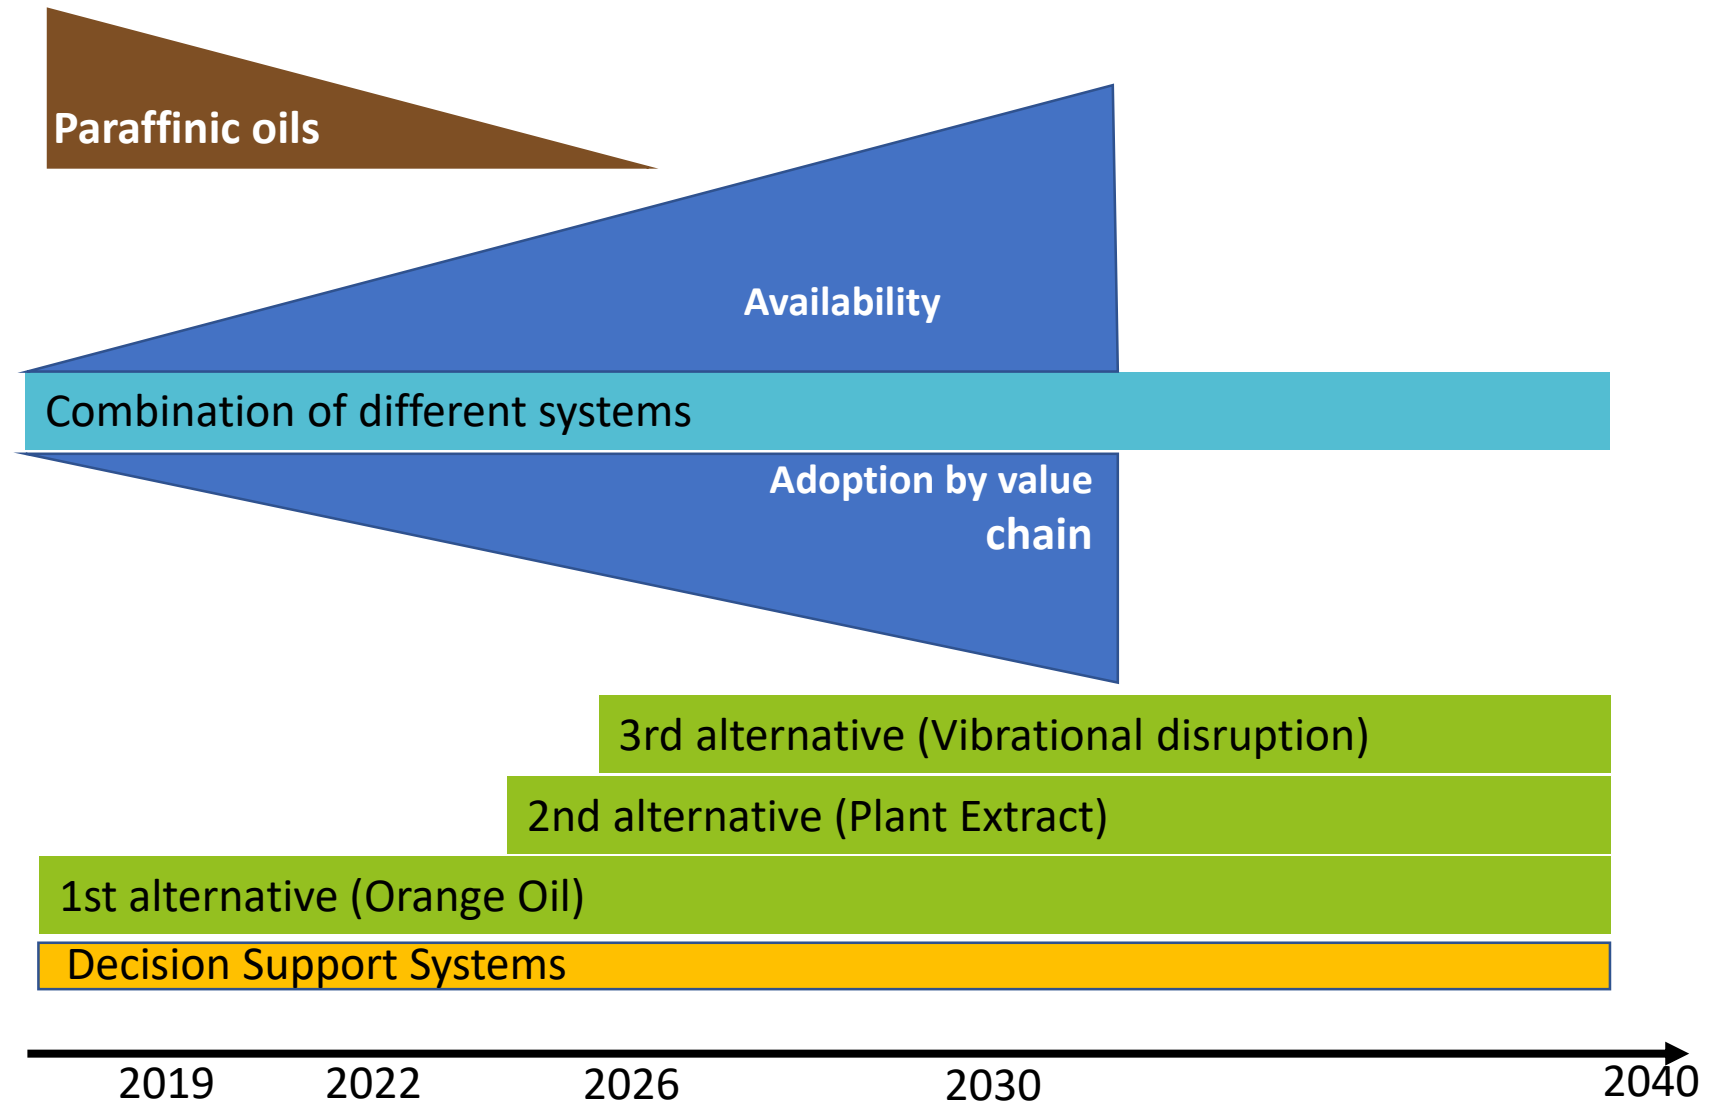 Paraffinic oils
Availability
Combination of different systems
Adoption by value
chain
3rd alternative (Vibrational disruption)
2nd alternative (Plant Extract)
1st alternative (Orange Oil)
Decision Support Systems
2019 2022 2026 2030 2040